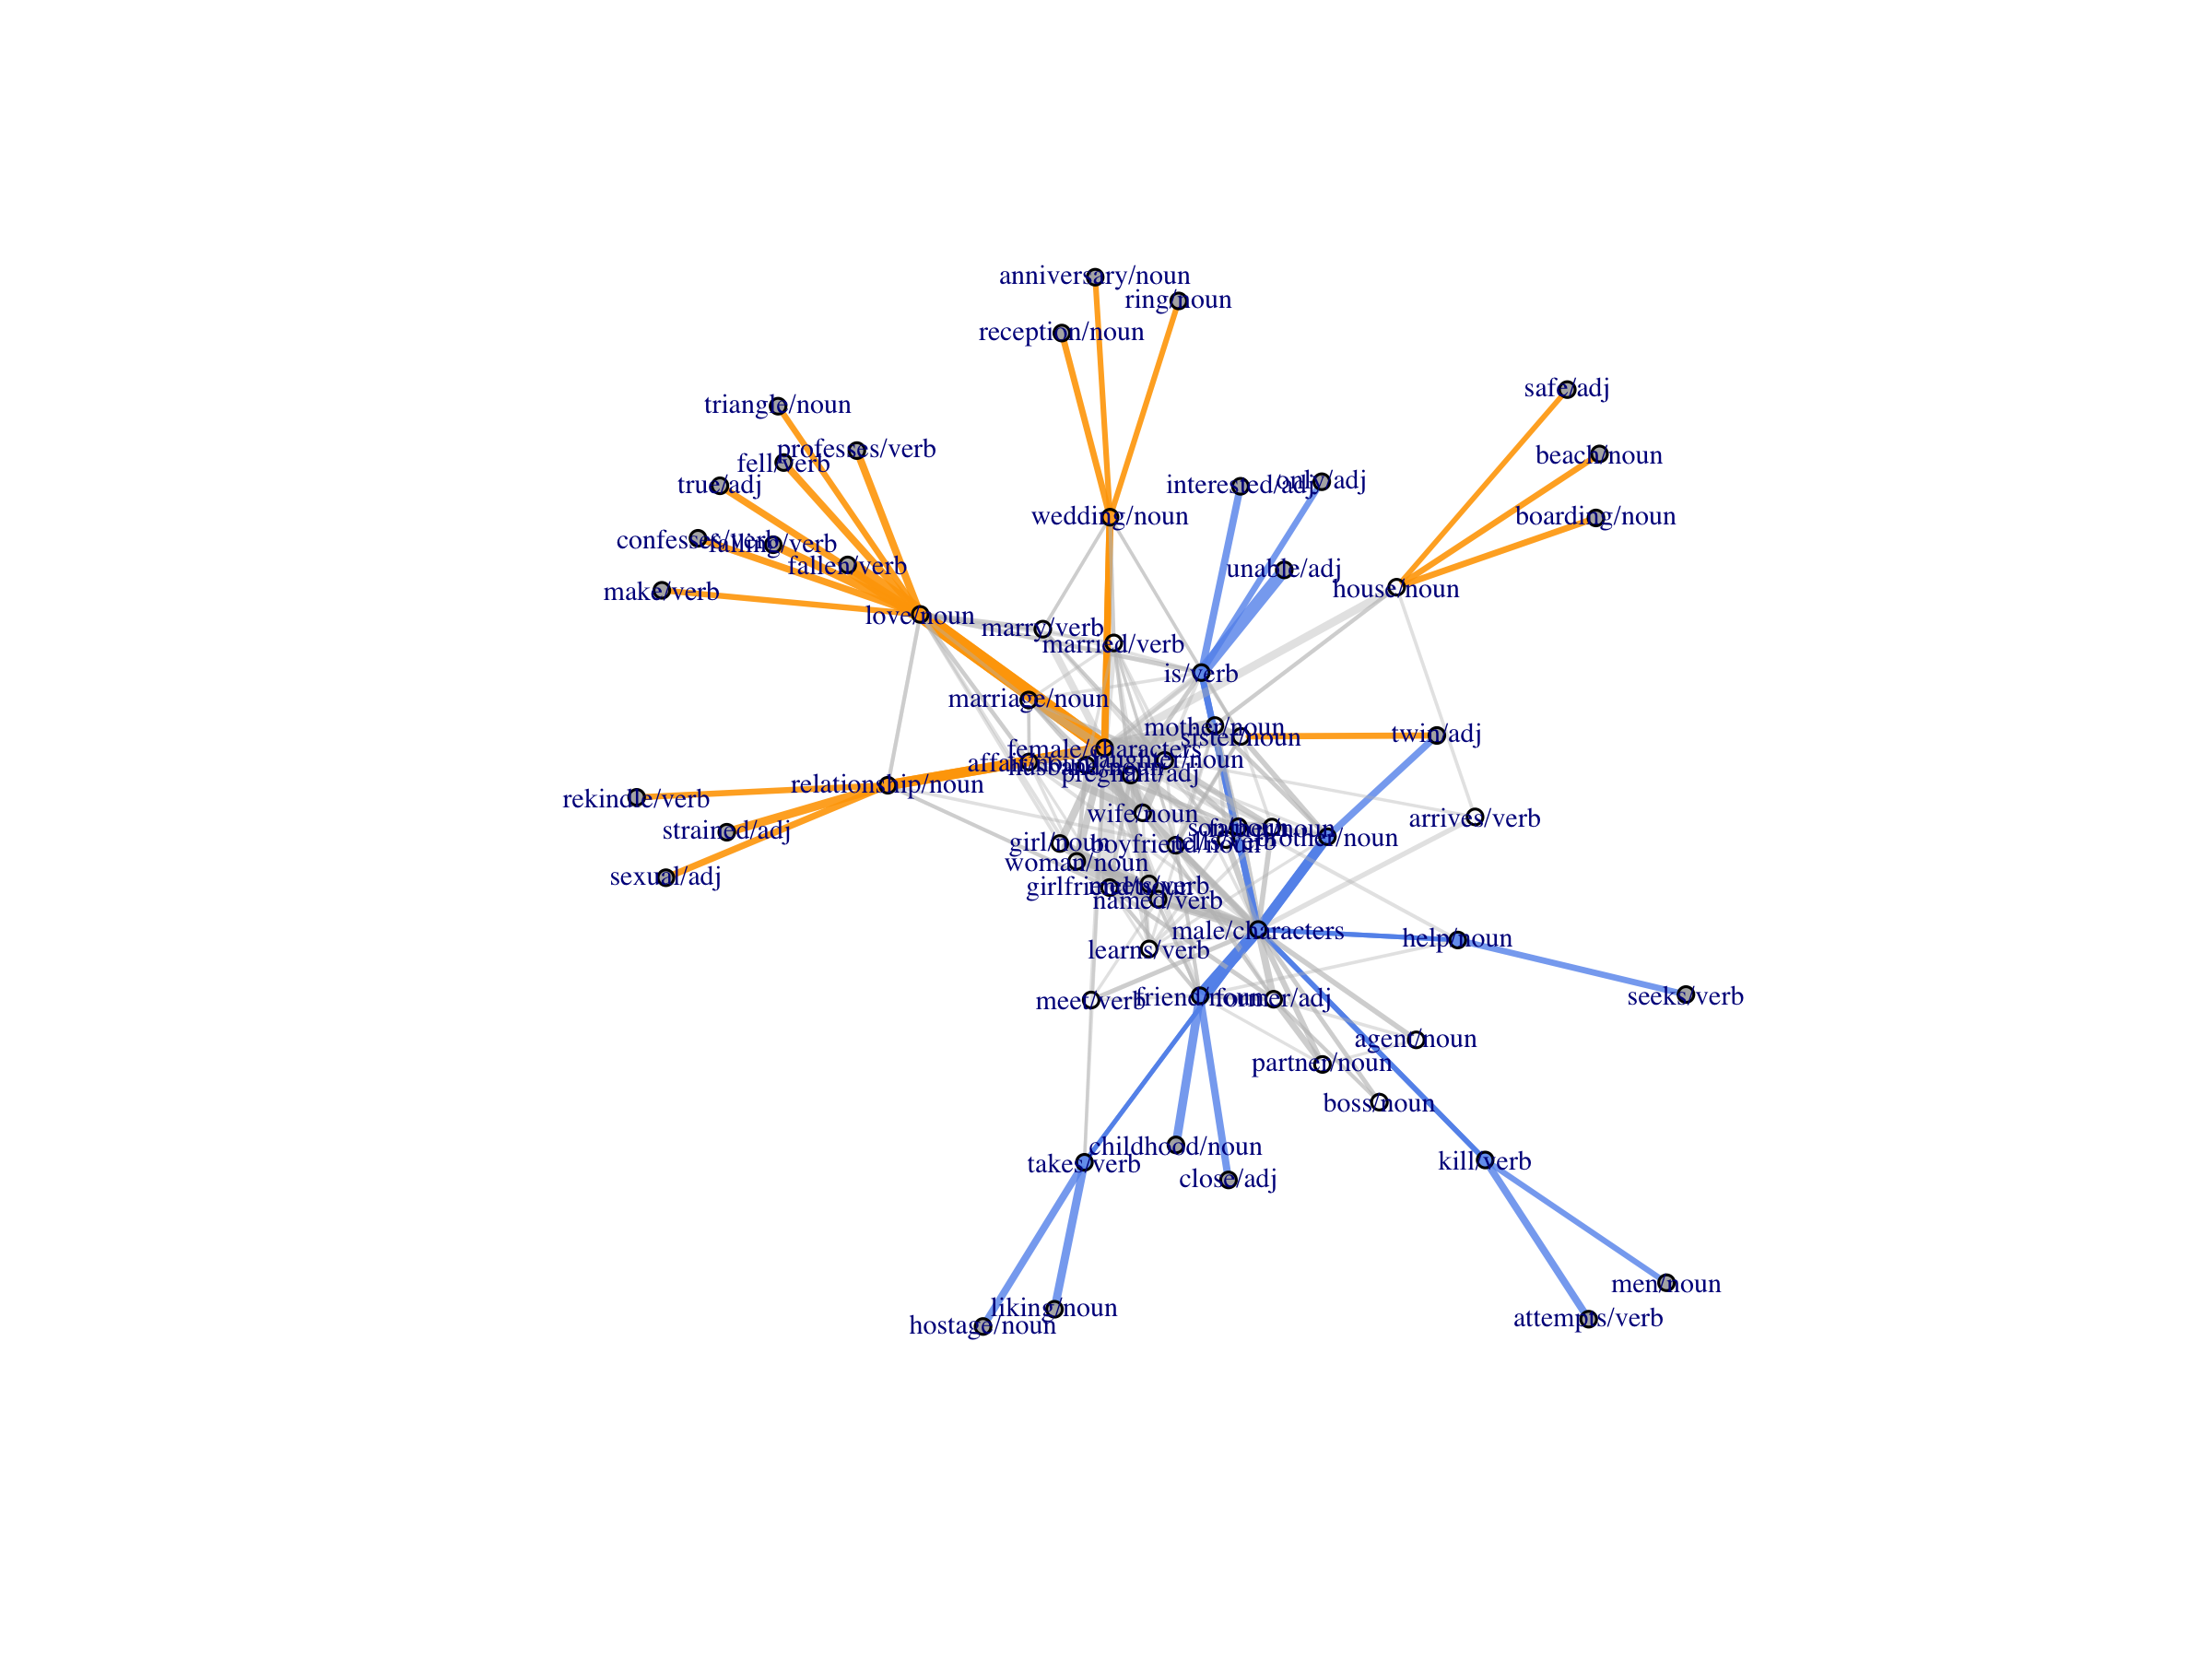 anniversary/noun
ring/noun
reception/noun
safe/adj
triangle/noun
professes/verb
fell/verb
beach/noun
true/adj
interested/adj
only/adj
wedding/noun
boarding/noun
confesses/verb
falling/verb
fallen/verb
unable/adj
make/verb
house/noun
love/noun
marry/verb
married/verb
is/verb
marriage/noun
mother/noun
sister/noun
twin/adj
female/characters
husband/noun
daughter/noun
pregnant/adj
relationship/noun
rekindle/verb
wife/noun
arrives/verb
strained/adj
son/noun
father/noun
brother/noun
girl/noun
boyfriend/noun
tells/verb
woman/noun
sexual/adj
girlfriend/noun
meets/verb
named/verb
male/characters
help/noun
learns/verb
meet/verb
friend/noun
former/adj
seeks/verb
agent/noun
partner/noun
boss/noun
childhood/noun
takes/verb
kill/verb
close/adj
men/noun
liking/noun
hostage/noun
attempts/verb